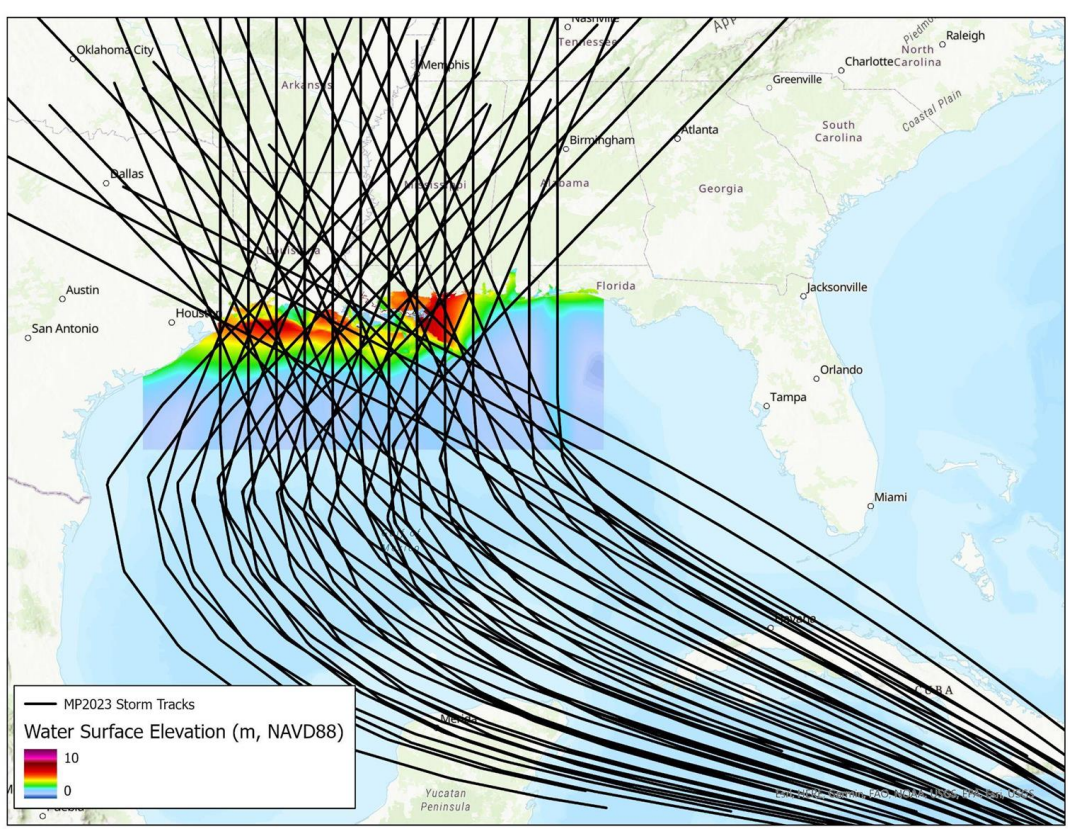 Nashville
Raleigh
Oklahoma City
Tennessee
North
Carolina
Charlotte
Memphis
Greenville
Arkansas
Coastal Plain
South
Carolina
Birmingham
Atlanta
Dallas
Mississippi
Alabama
Georgia
Louisiana
Austin
Florida
Jacksonville
Houston
San Antonio
Orlando
Tampa
Miami
Havana
CUBA
Merida
Yucatan
Peninsula
MP2023 Storm Tracks
Water Surface Elevation (m, NAVD88)
10
0